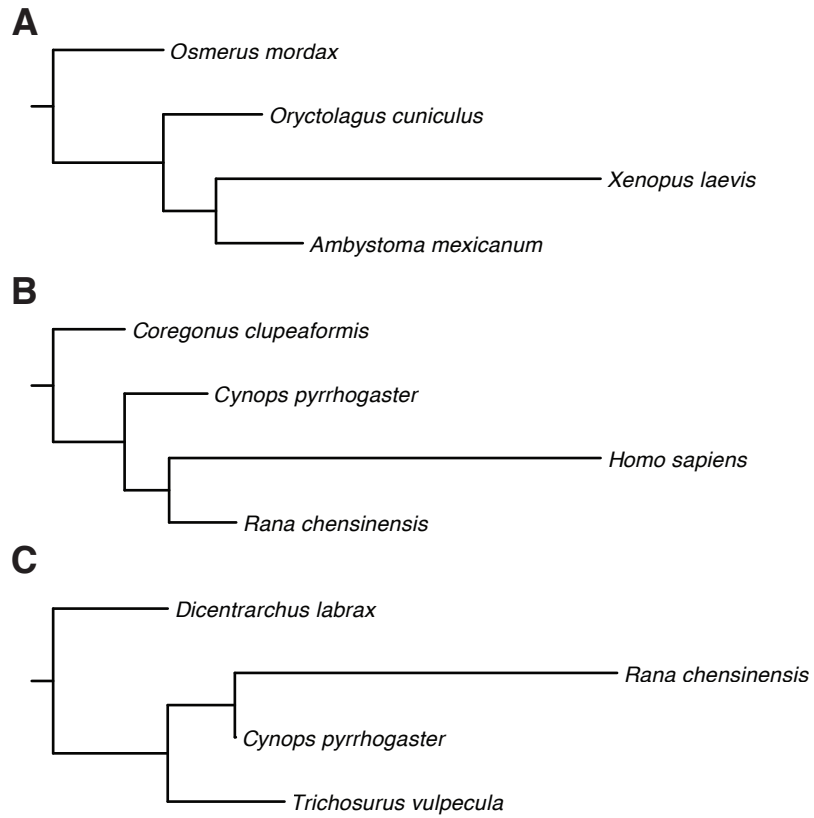 A
Osmerus mordax
Oryctolagus cuniculus
Xenopus laevis
Ambystoma mexicanum
B
Coregonus clupeaformis
Cynops pyrrhogaster
Homo sapiens
Rana chensinensis
C
Dicentrarchus labrax
Rana chensinensis
Cynops pyrrhogaster
Trichosurus vulpecula